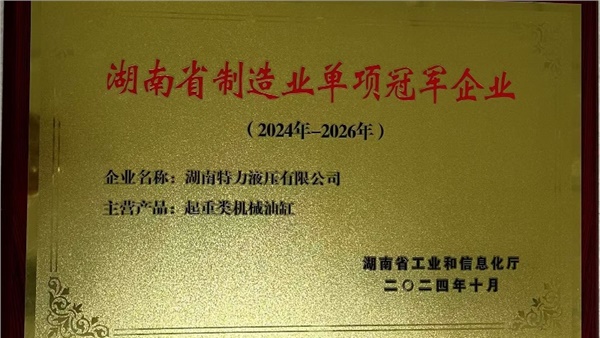 湖南省制造业单项冠军企业
（2024年-2026年）
企业名称：湖南特力液压有限公司
主营产品：起重类机械油缸
湖南省工业和信息化厅
二〇二四年十月